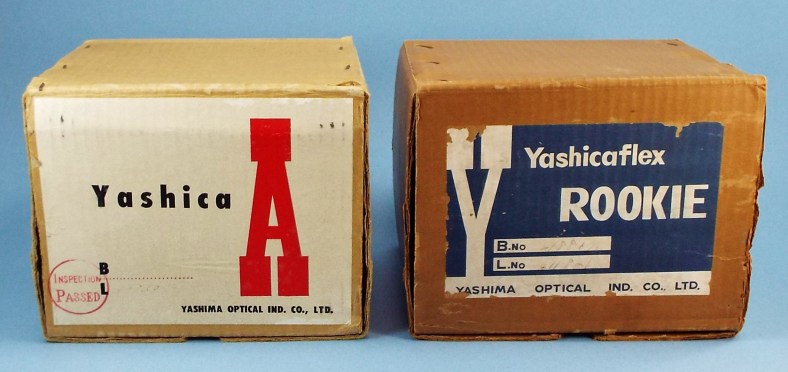 Yashica A
B
L
INSPECTION
PASSED
YASHIMA OPTICAL IND. CO., LTD.
Y
Yashicaflex
ROOKIE
B.No
L.No
YASHIMA OPTICAL IND. CO., LTD.